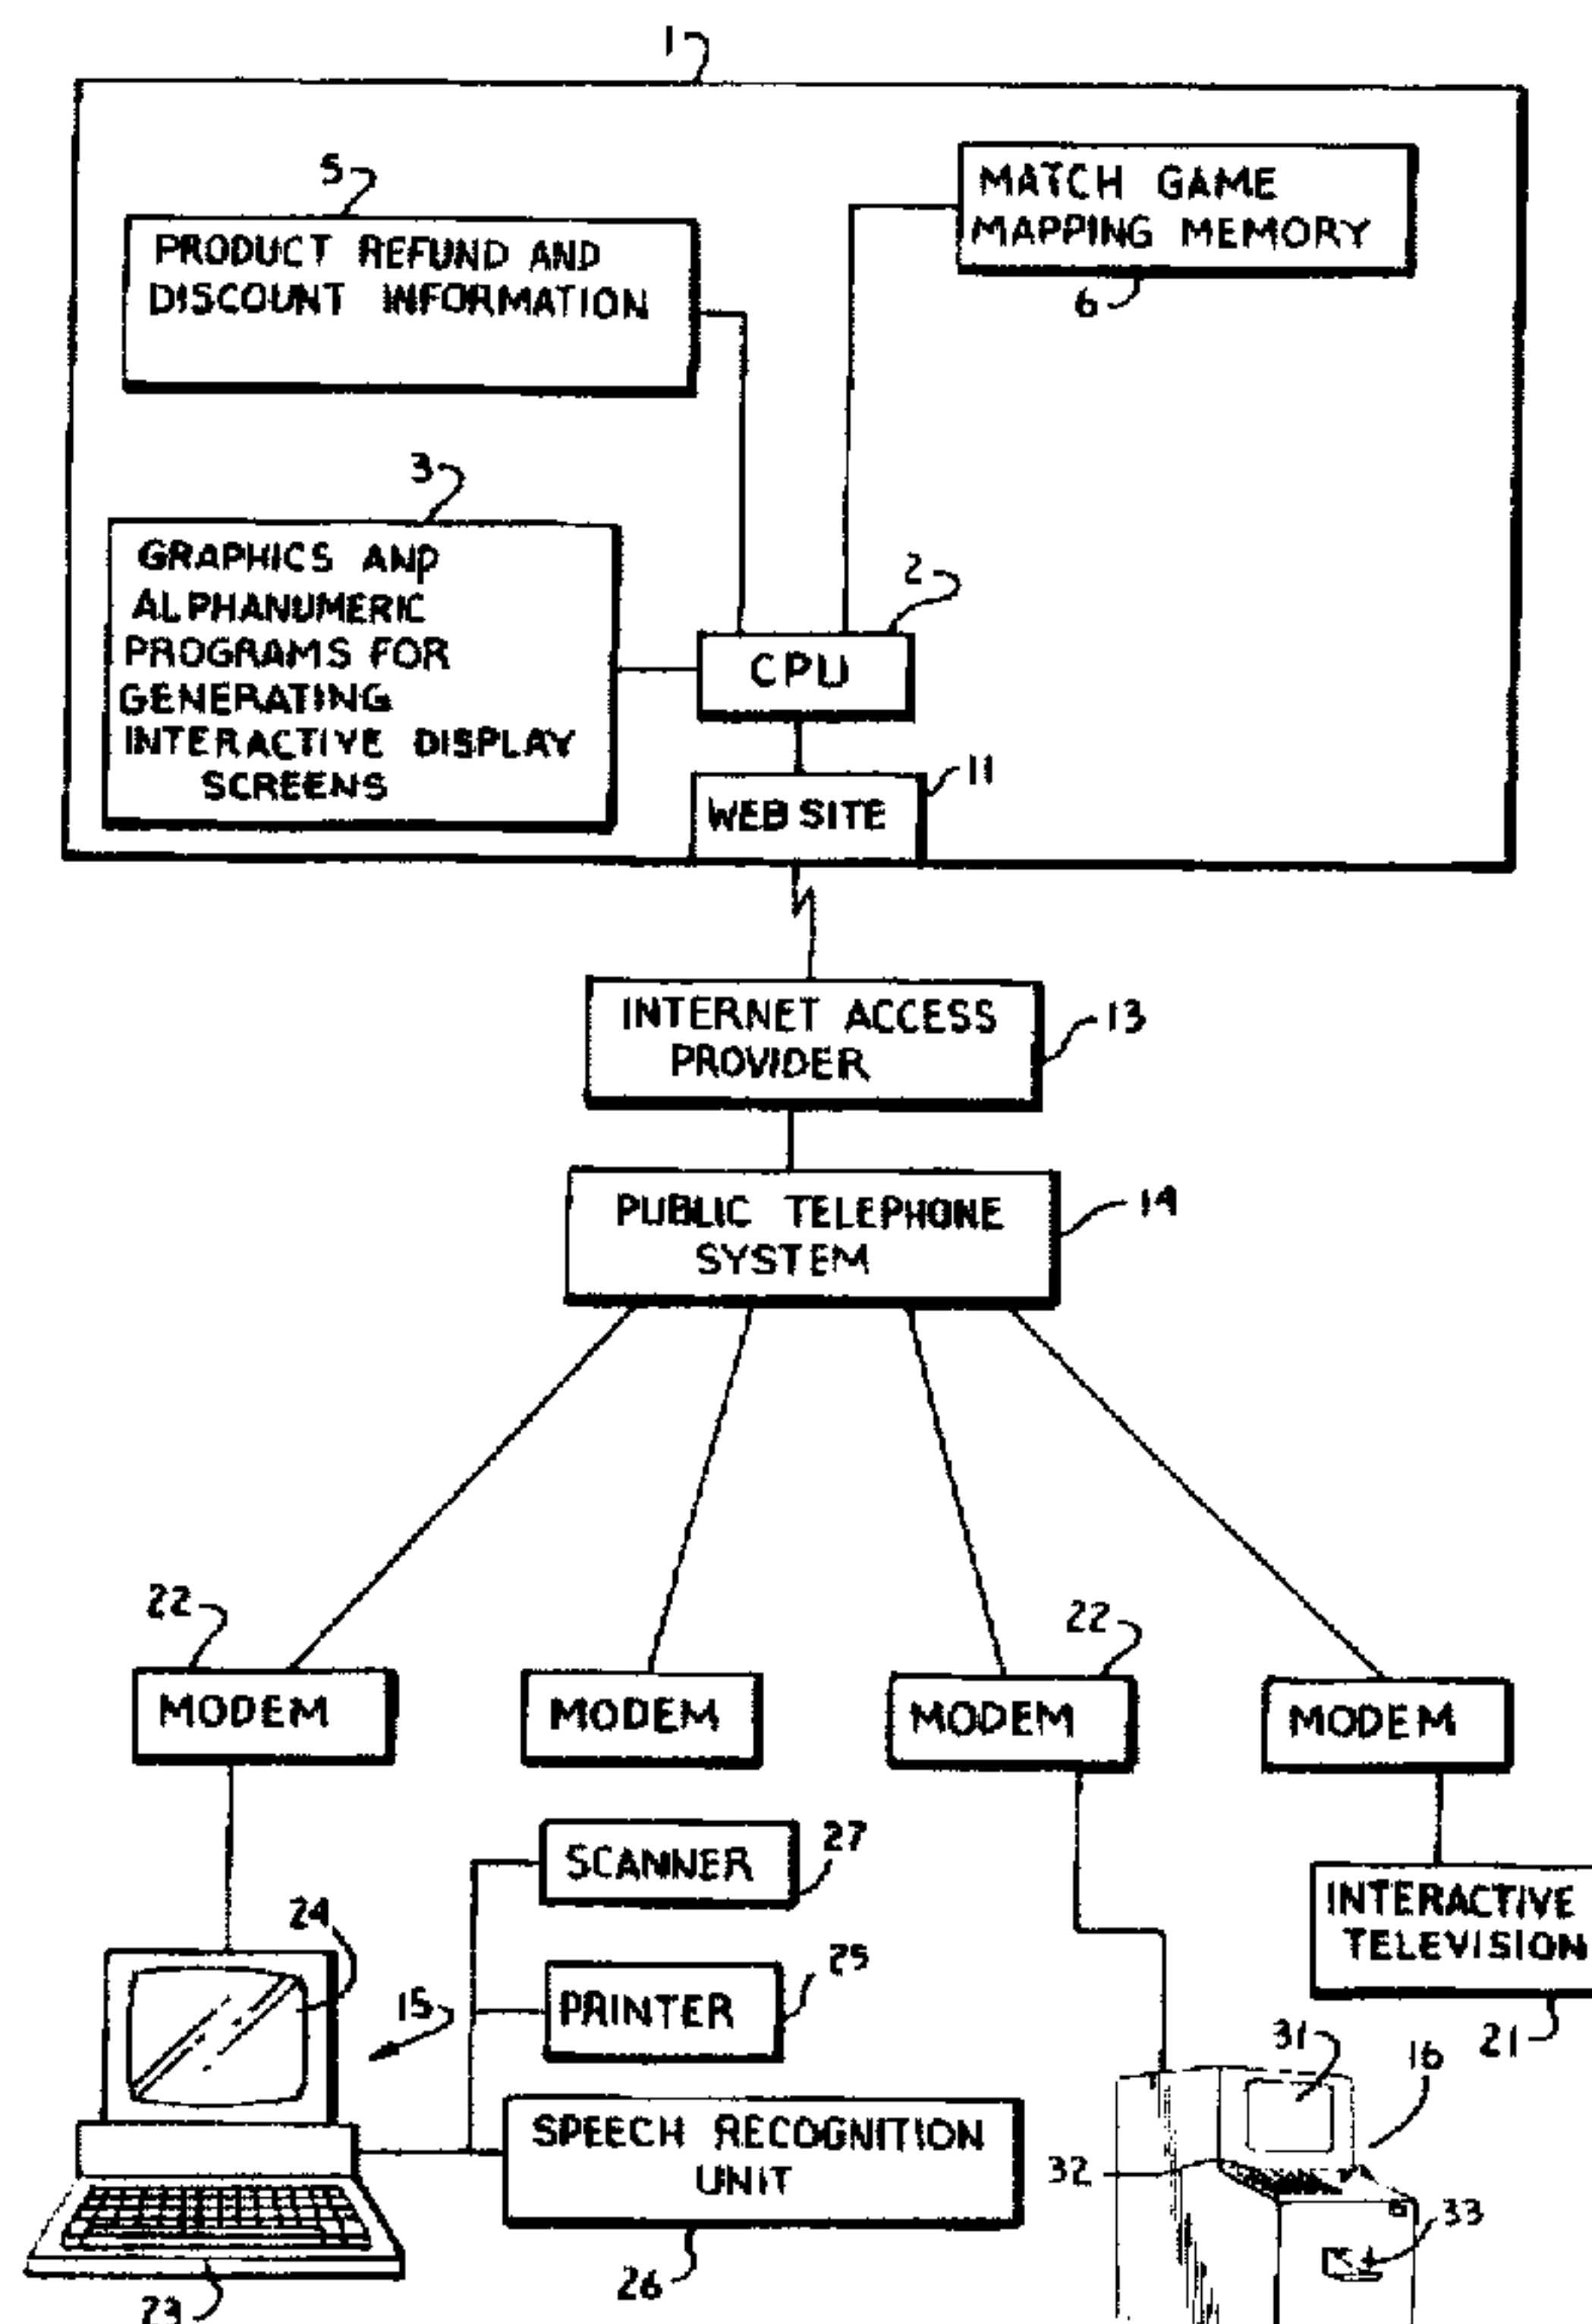 1
5
PRODUCT REFUND AND
DISCOUNT INFORMATION
MATCH GAME
MAPPING MEMORY
6
3
GRAPHICS AND
ALPHANUMERIC
PROGRAMS FOR
GENERATING
INTERACTIVE DISPLAY
SCREENS
2
CPU
11
WEB SITE
INTERNET ACCESS
PROVIDER
13
PUBLIC TELEPHONE
SYSTEM
14
22
22
MODEM
MODEM
MODEM
MODEM
SCANNER
27
24
INTERACTIVE
TELEVISION
21
PRINTER
25
15
31
16
SPEECH RECOGNITION
UNIT
26
32
33
23